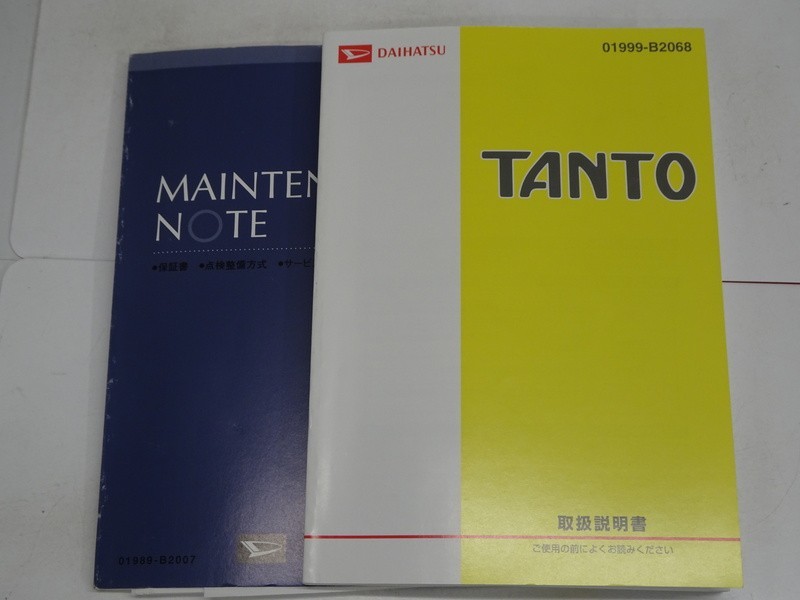 MAINTEN
NOTE
•保証書 •点検整備方式 •サービ
01989-B2007
DAIHATSU
01999-B2068
TANTO
取扱説明書
ご使用の前によくお読みください